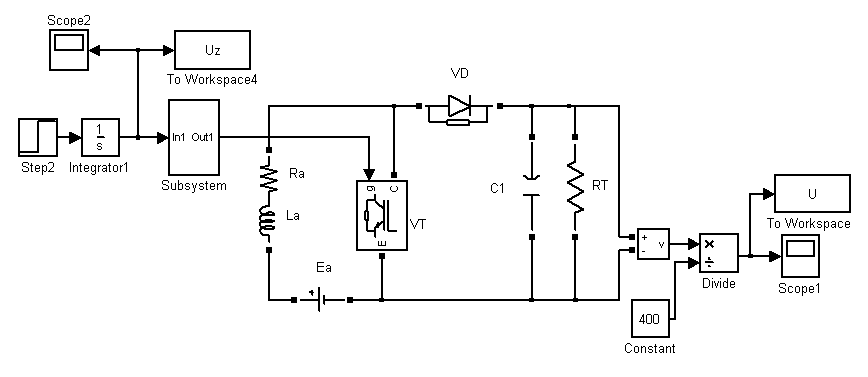 Scope2
Uz
To Workspace4
VD
1
s
In1 Out1
Step2
Integrator1
Subsystem
Ra
La
g
C
E
VT
Ea
C1
RT
+
-
v
×
÷
Divide
U
To Workspace
Scope1
400
Constant